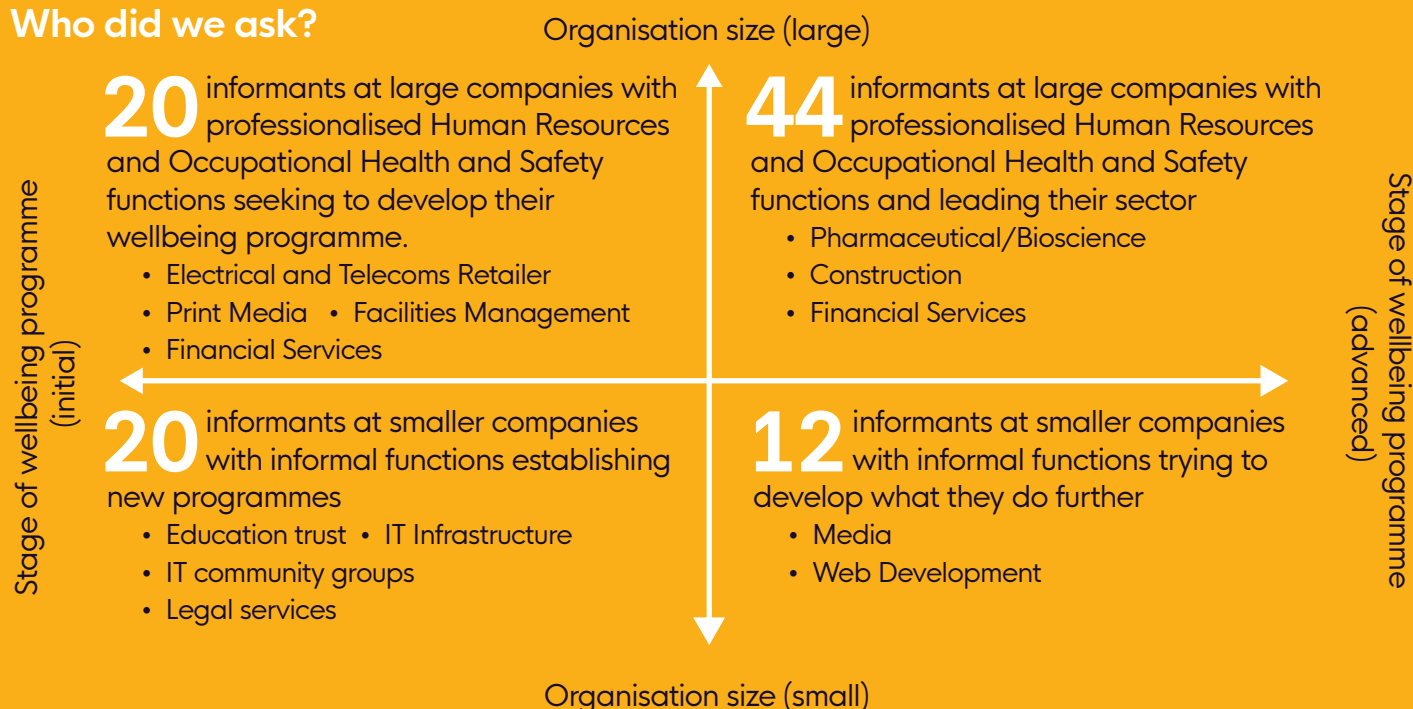 Who did we ask?
Organisation size (large)
Stage of wellbeing programme
(initial)
20 informants at large companies with
professionalised Human Resources
and Occupational Health and Safety
functions seeking to develop their
wellbeing programme.
• Electrical and Telecoms Retailer
• Print Media • Facilities Management
• Financial Services
44 informants at large companies with
professionalised Human Resources
and Occupational Health and Safety
functions and leading their sector
• Pharmaceutical/Bioscience
• Construction
• Financial Services
Stage of wellbeing programme
(advanced)
20 informants at smaller companies
with informal functions establishing
new programmes
• Education trust • IT Infrastructure
• IT community groups
• Legal services
12 informants at smaller companies
with informal functions trying to
develop what they do further
• Media
• Web Development
Organisation size (small)